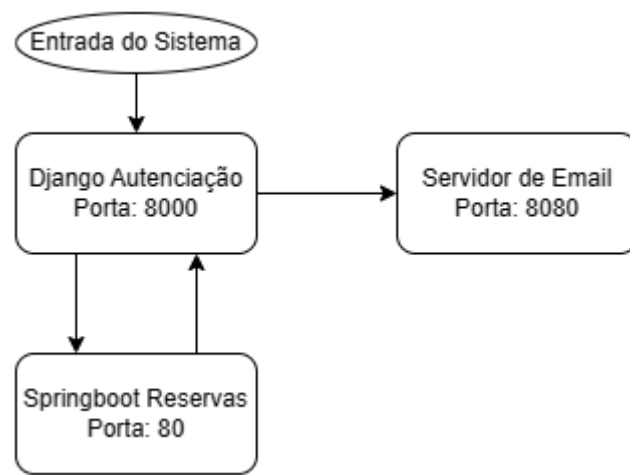 Entrada do Sistema
Django Autenciação
Porta: 8000
Servidor de Email
Porta: 8080
Springboot Reservas
Porta: 80